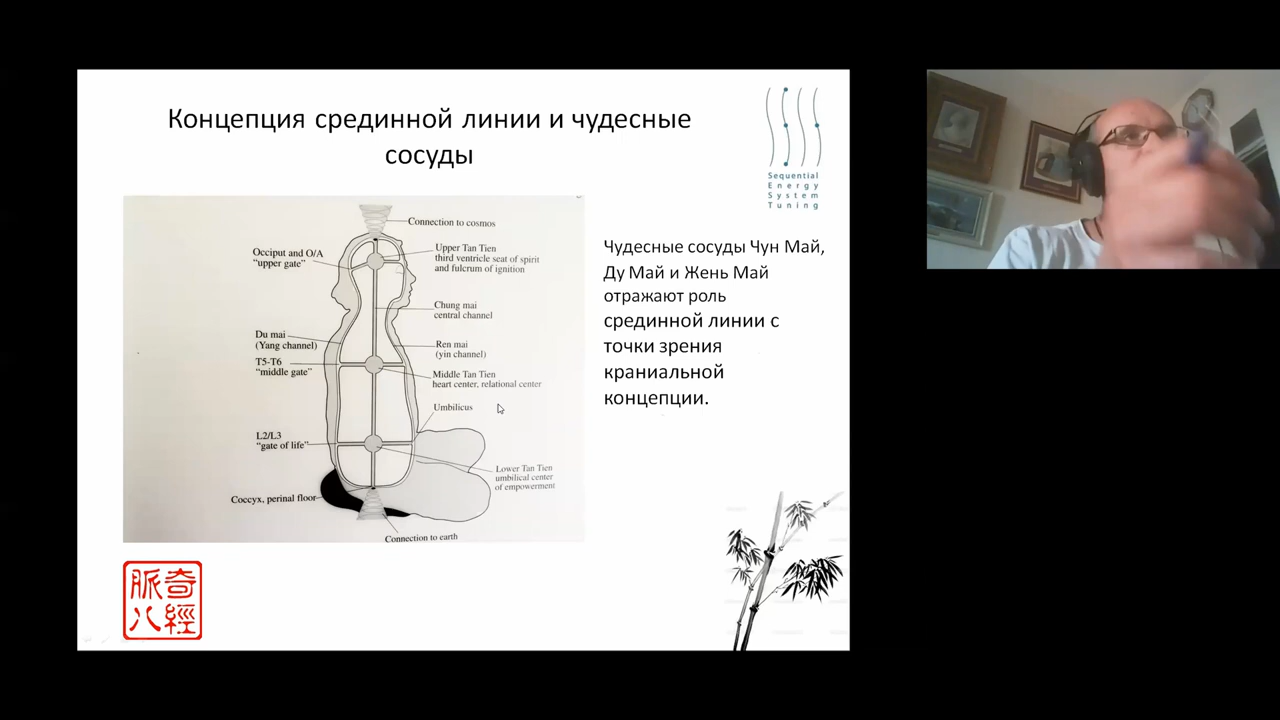 Концепция срединной линии и чудесные
сосуды
Sequential
Energy
System
Tuning
Connection to cosmos
Occiput and O/A
“upper gate”
Upper Tan Tien
third ventricle seat of spirit
and fulcrum of ignition
Chung mai
central channel
Du mai
(Yang channel)
Ren mai
(yin channel)
T5-T6
“middle gate”
Middle Tan Tien
heart center, relational center
Umbilicus
L2/L3
“gate of life”
Lower Tan Tien
umbilical center
of empowerment
Coccyx, perinal floor
Connection to earth
Чудесные сосуды Чун Май,
Ду Май и Жень Май
отражают роль
срединной линии с
точки зрения
краниальной
концепции.
奇經
八脈